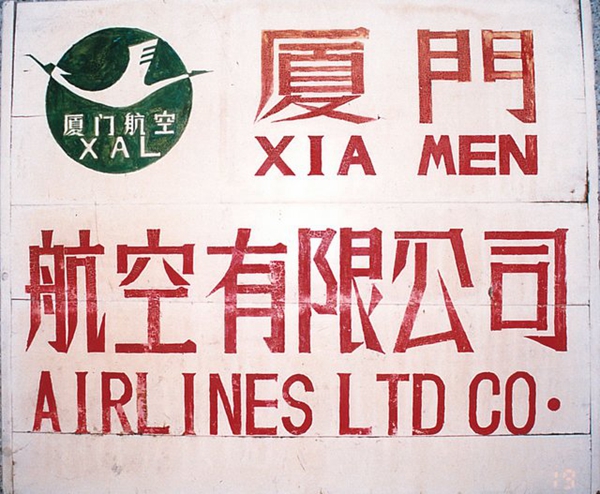 厦门航空
XAL
厦門
XIA MEN
航空有限公司
AIRLINES LTD CO.